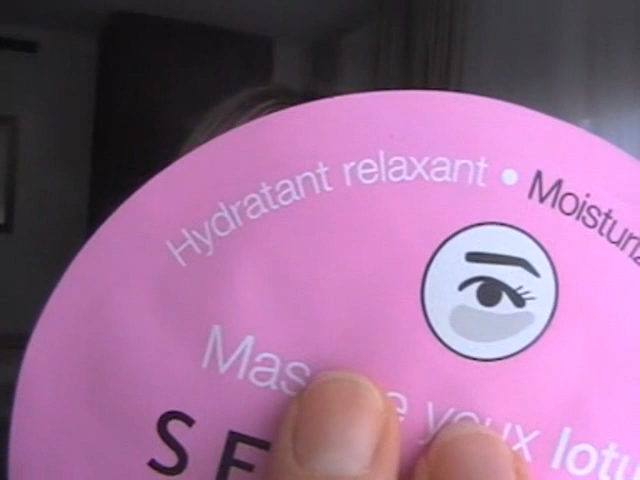 Hydratant relaxant • Moisturiz
Mas e yeux lotu
SE